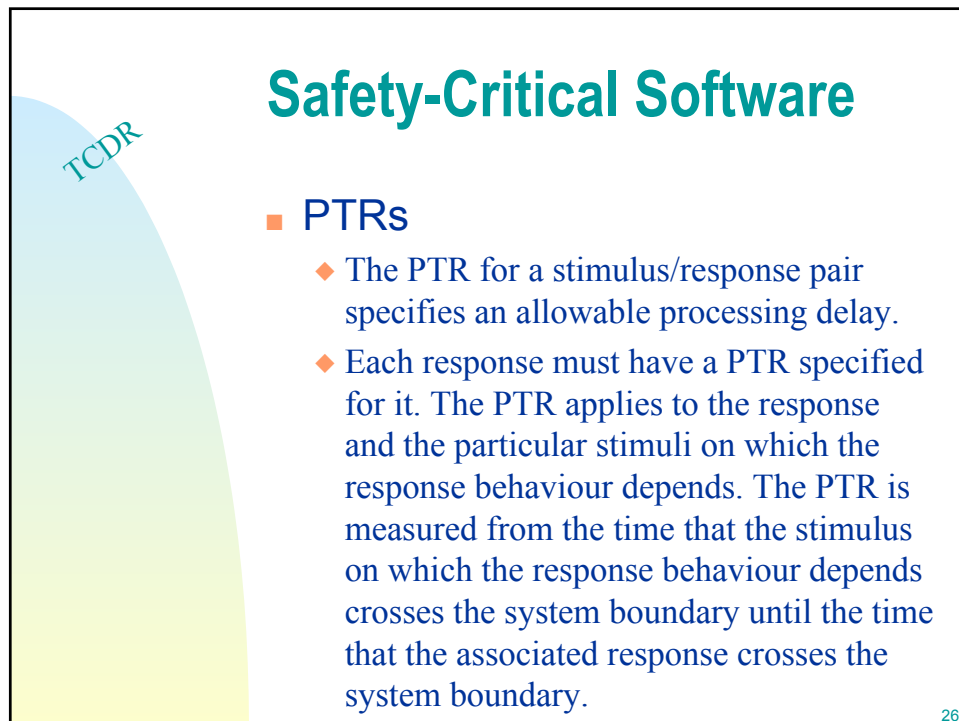 Safety-Critical Software
TCDR
PTRs
The PTR for a stimulus/response pair
specifies an allowable processing delay.
Each response must have a PTR specified
for it. The PTR applies to the response
and the particular stimuli on which the
response behaviour depends. The PTR is
measured from the time that the stimulus
on which the response behaviour depends
crosses the system boundary until the time
that the associated response crosses the
system boundary.
26